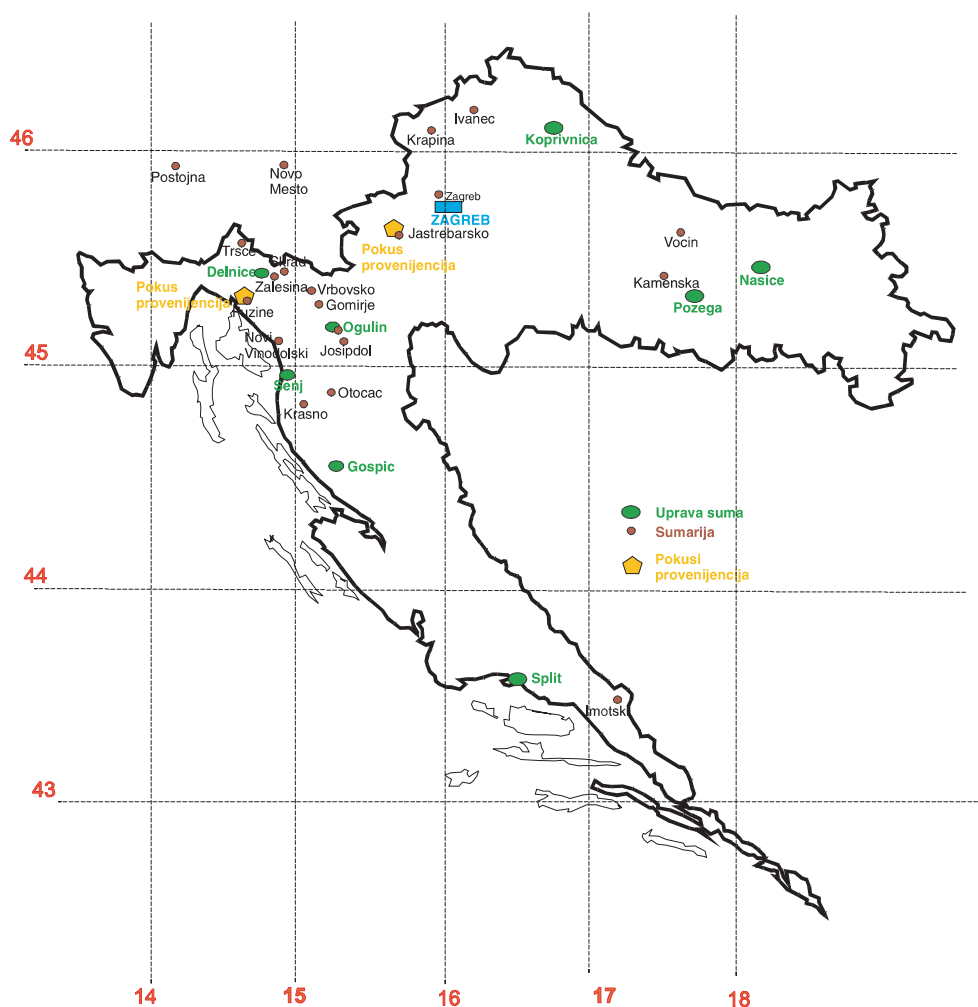 Ivanec
46
Krapina
Koprivnica
Postojna
Novo
Mesto
Zagreb
ZAGREB
Jastrebarsko
Vocin
Pokus
provenijencija
Trsce
Skrad
Delnice
Zalesina
Nasice
Kamenska
Pokus
provenijencija
Vrbovsko
Pozega
Fuzine
Gomirje
Ogulin
Novi
Vinodolski
Josipdol
45
Senj
Otocac
Krasno
Gospic
Uprava suma
Sumarija
44
Pokusi
provenijencija
Split
Imotski
43
14
15
16
17
18